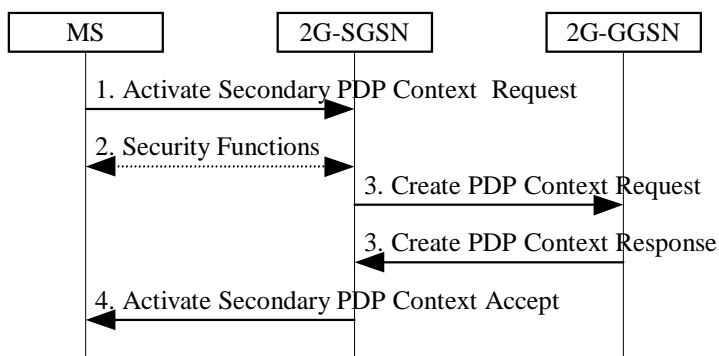 MS 2G-SGSN 2G-GGSN
1. Activate Secondary PDP Context Request
2. Security Functions
3. Create PDP Context Request
3. Create PDP Context Response
4. Activate Secondary PDP Context Accept